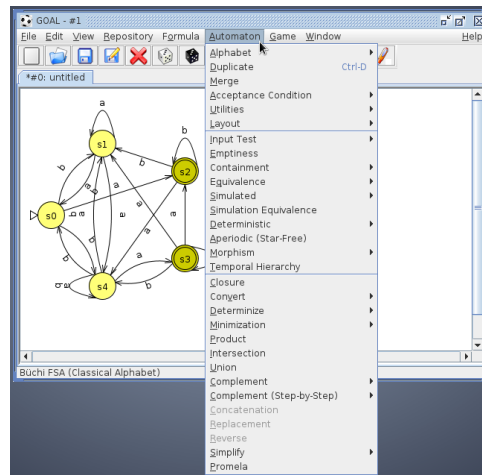 GOAL - #1
File Edit View Repository Formula Automaton Game Window Help
*#0: untitled
Alphabet
Duplicate Ctrl-D
Merge
Acceptance Condition
Utilities
Layout
Input Test
Emptiness
Containment
Equivalence
Simulated
Simulation Equivalence
Deterministic
Aperiodic (Star-Free)
Morphism
Temporal Hierarchy
Closure
Convert
Determinize
Minimization
Product
Intersection
Union
Complement
Complement (Step-by-Step)
Concatenation
Replacement
Reverse
Simplify
Promela
a
s1
b
s2
b
b
b
a
a
s0
a
a
a
a
b
a
s3
s4
b
Büchi FSA (Classical Alphabet)